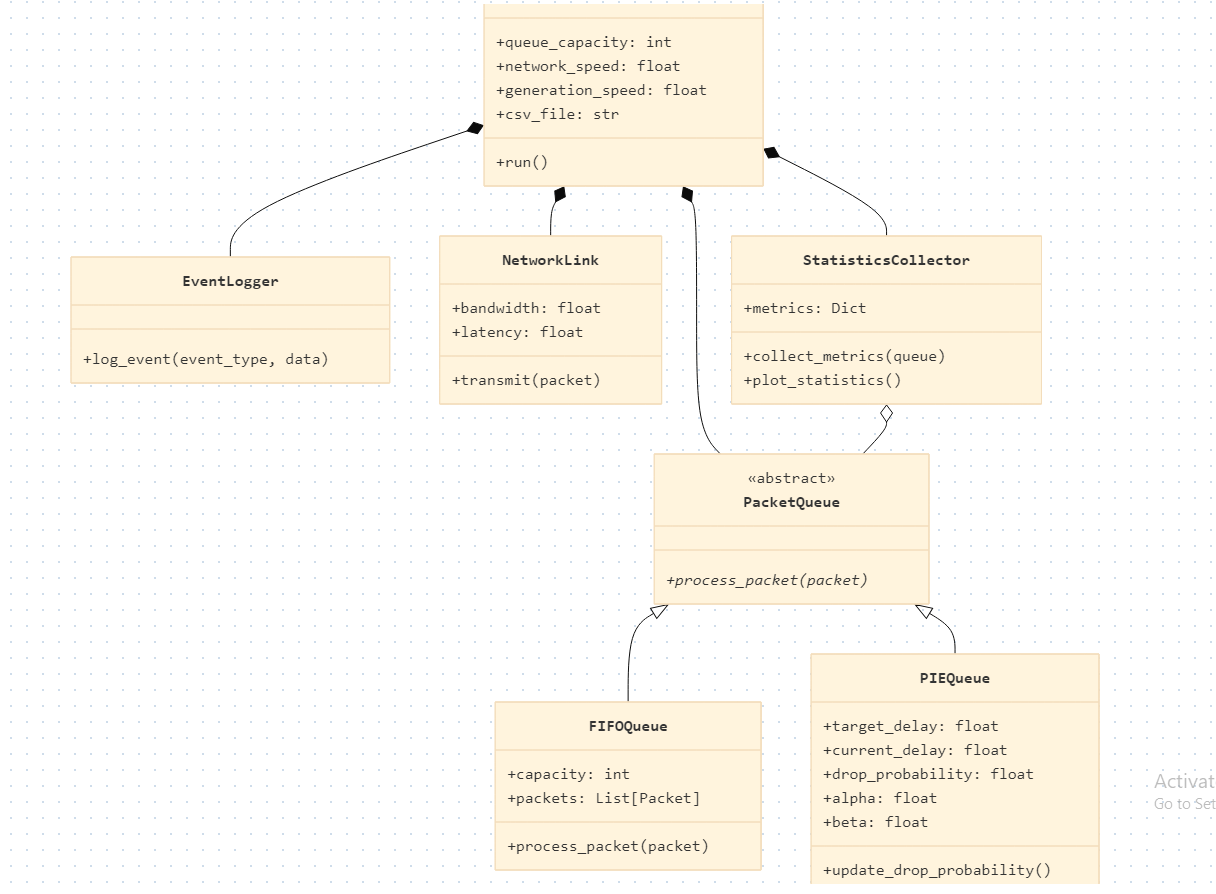 +queue_capacity: int
+network_speed: float
+generation_speed: float
+csv_file: str
+run()
EventLogger
+log_event(event_type, data)
NetworkLink
+bandwidth: float
+latency: float
+transmit(packet)
StatisticsCollector
+metrics: Dict
+collect_metrics(queue)
+plot_statistics()
«abstract»
PacketQueue
+process_packet(packet)
FIFOQueue
+capacity: int
+packets: List[Packet]
+process_packet(packet)
PIEQueue
+target_delay: float
+current_delay: float
+drop_probability: float
+alpha: float
+beta: float
+update_drop_probability()
Activat
Go to Set